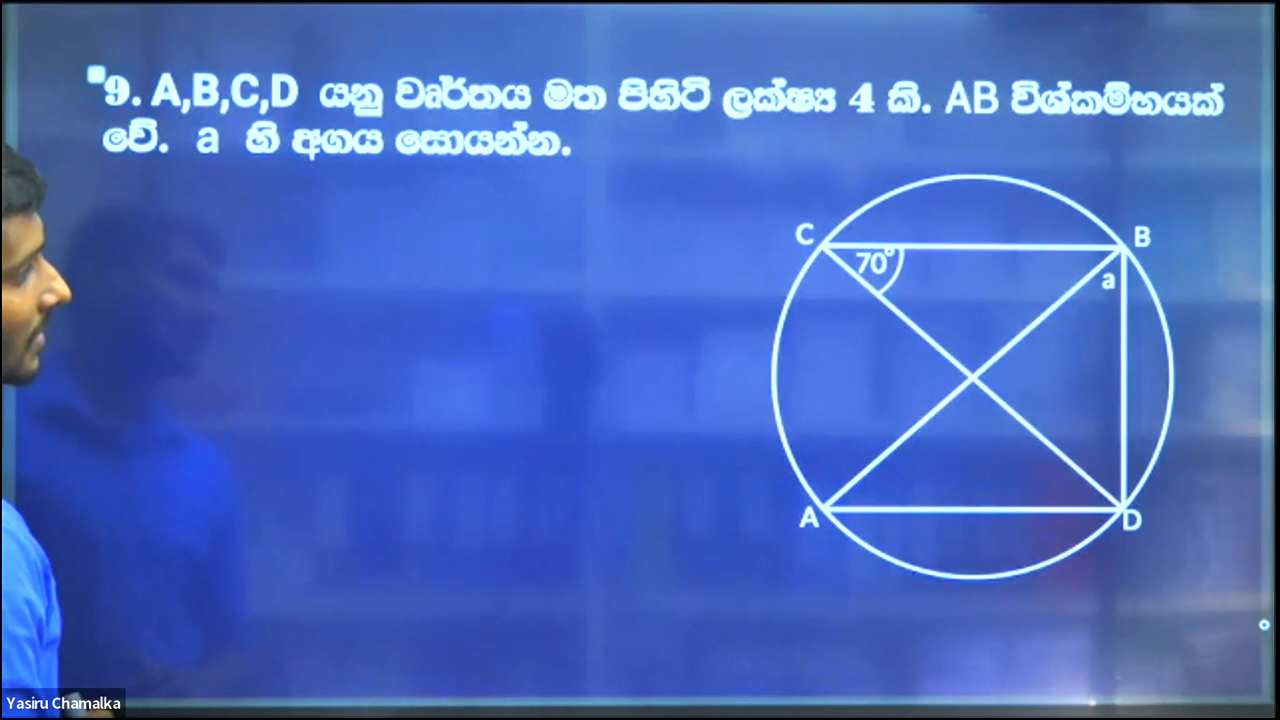 9. A,B,C,D යනු වෘර්තය මත පිහිටි ලක්ෂ්‍ය 4 කි. AB විශ්කම්භයක්
වේ. a හි අගය සොයන්න.
C
B
70°
a
A
D
Yasiru Chamalka